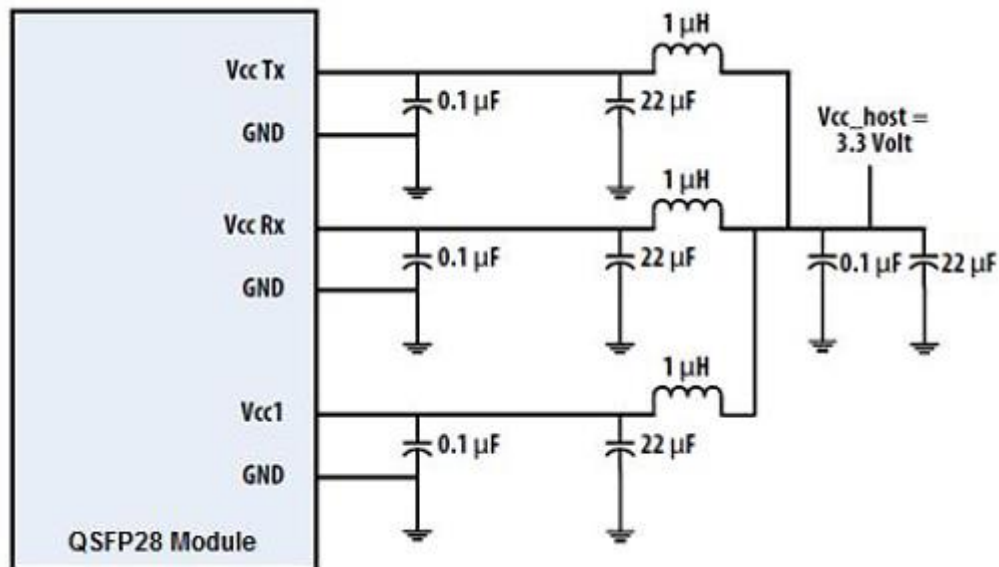 1 µH
Vcc Tx
0.1 µF
22 µF
GND
Vcc_host =
3.3 Volt
1 µH
Vcc Rx
0.1 µF
22 µF
0.1 µF
22 µF
GND
1 µH
Vcc1
0.1 µF
22 µF
GND
QSFP28 Module